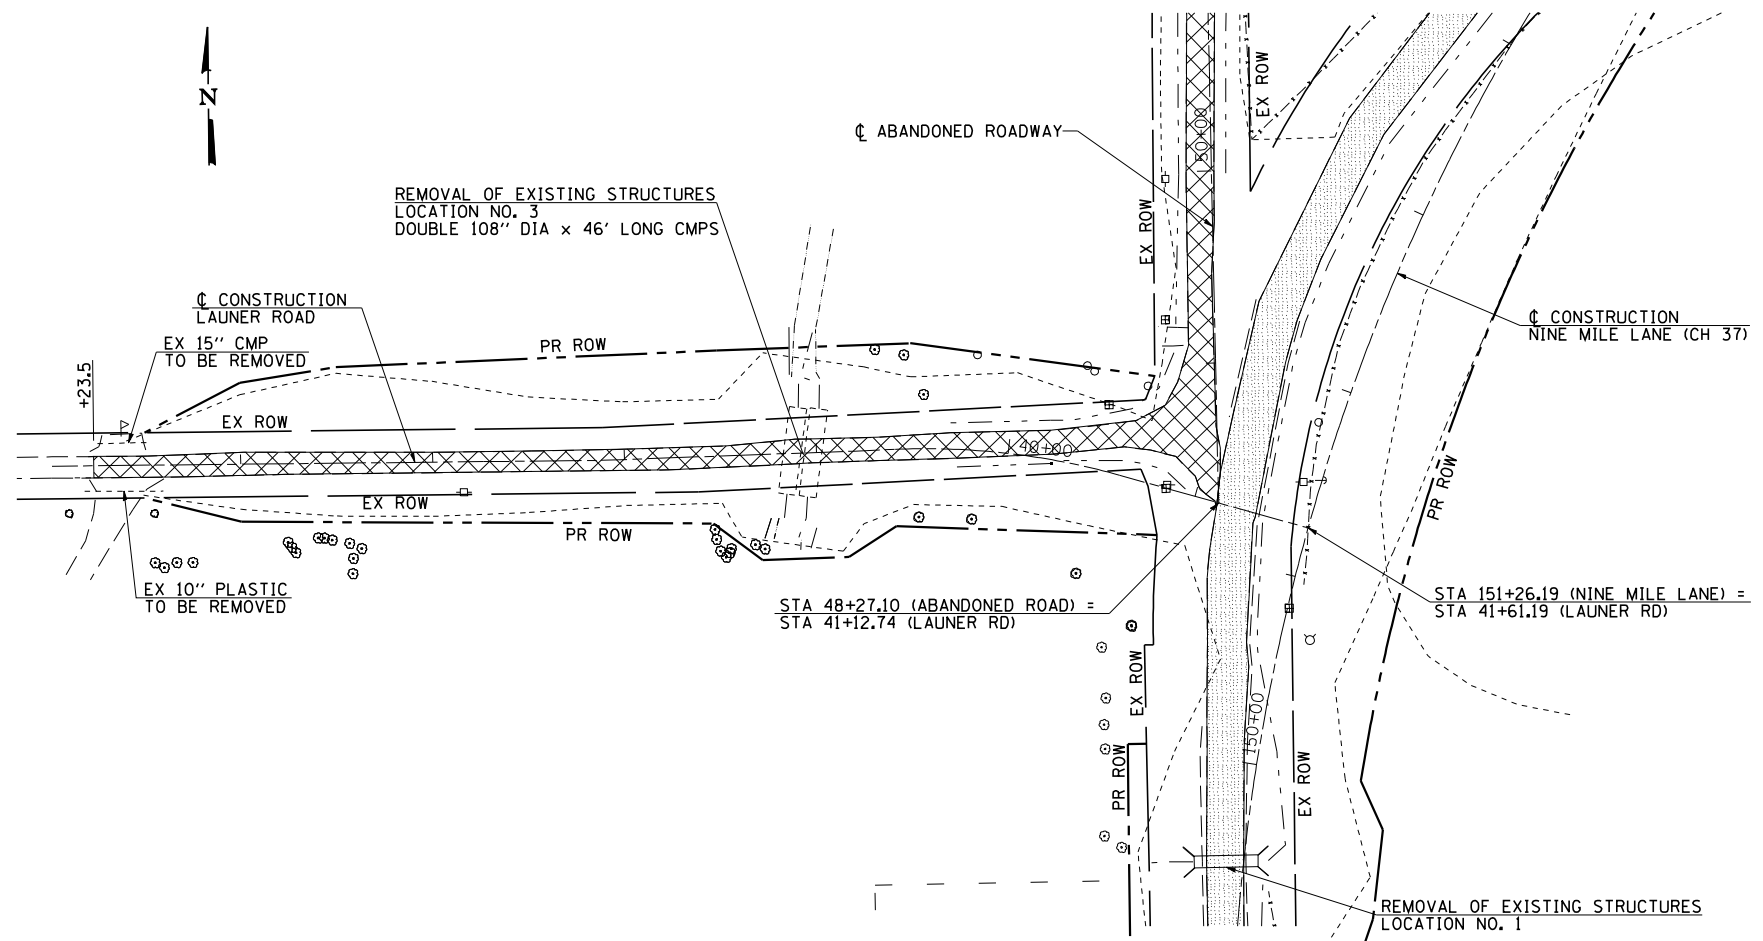 N
℄ ABANDONED ROADWAY
50+00
EX ROW
REMOVAL OF EXISTING STRUCTURES
LOCATION NO. 3
DOUBLE 108'' DIA x 46' LONG CMPS
EX ROW
℄ CONSTRUCTION
LAUNER ROAD
℄ CONSTRUCTION
NINE MILE LANE (CH 37)
EX 15'' CMP
TO BE REMOVED
PR ROW
+23.5
EX ROW
40+00
EX ROW
PR ROW
PR ROW
EX 10'' PLASTIC
TO BE REMOVED
STA 48+27.10 (ABANDONED ROAD) =
STA 41+12.74 (LAUNER RD)
STA 151+26.19 (NINE MILE LANE) =
STA 41+61.19 (LAUNER RD)
EX ROW
150+00
PR ROW
EX ROW
REMOVAL OF EXISTING STRUCTURES
LOCATION NO. 1